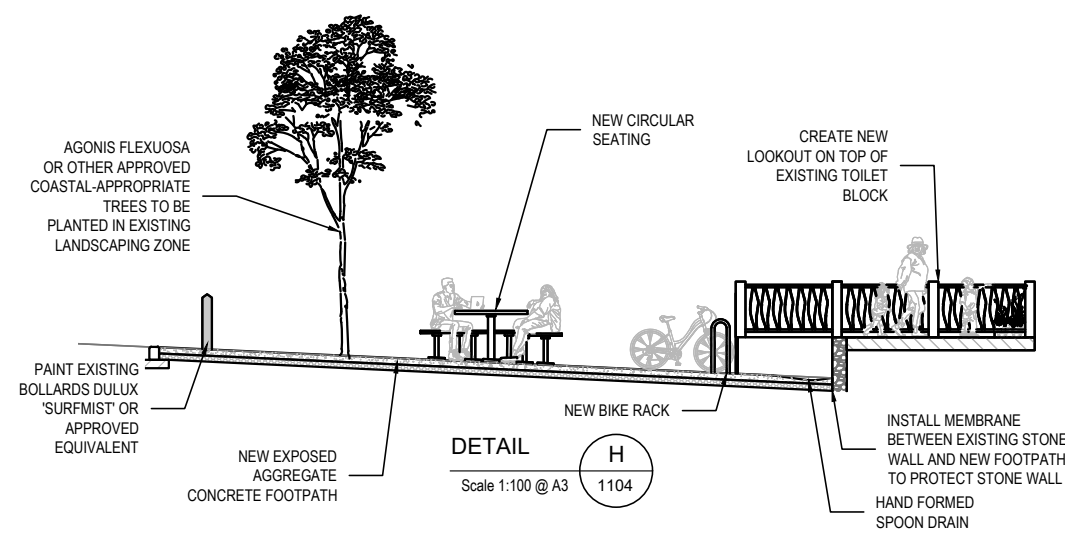 AGONIS FLEXUOSA
OR OTHER APPROVED
COASTAL-APPROPRIATE
TREES TO BE
PLANTED IN EXISTING
LANDSCAPING ZONE
NEW CIRCULAR
SEATING
CREATE NEW
LOOKOUT ON TOP OF
EXISTING TOILET
BLOCK
PAINT EXISTING
BOLLARDS DULUX
'SURFMIST' OR
APPROVED
EQUIVALENT
NEW EXPOSED
AGGREGATE
CONCRETE FOOTPATH
NEW BIKE RACK
INSTALL MEMBRANE
BETWEEN EXISTING STONE
WALL AND NEW FOOTPATH
TO PROTECT STONE WALL
HAND FORMED
SPOON DRAIN
DETAIL
Scale 1:100 @ A3
H
1104